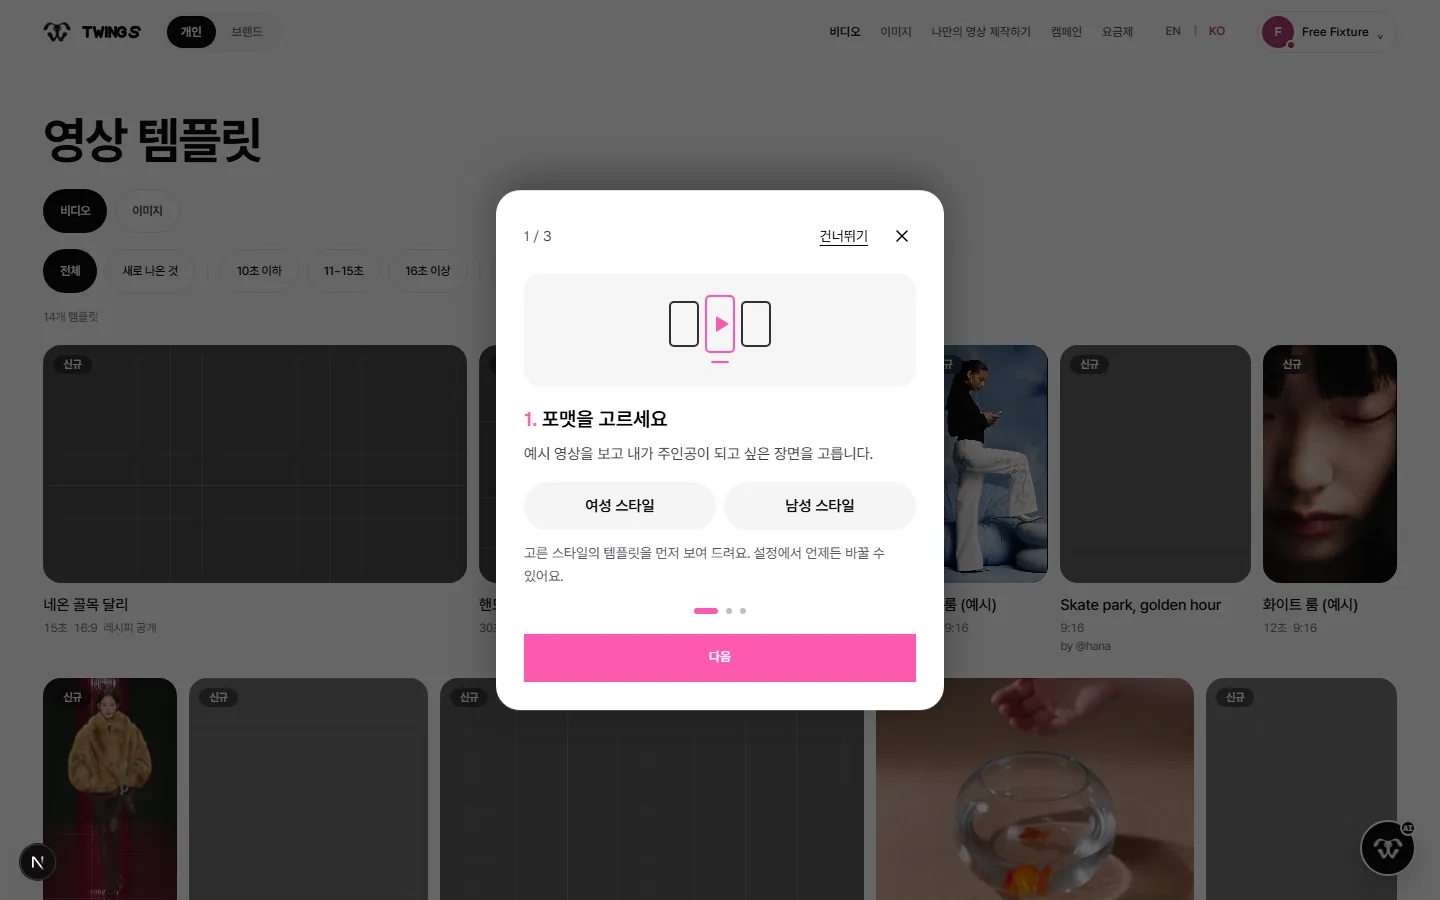 TWINGS
개인
브랜드
비디오
이미지
나만의 영상 제작하기
캠페인
요금제
EN | KO
F
Free Fixture
영상 템플릿
비디오
이미지
전체
새로 나온 것
10초 이하
11~15초
16초 이상
14개 템플릿
1 / 3
건너뛰기
1. 포맷을 고르세요
예시 영상을 보고 내가 주인공이 되고 싶은 장면을 고릅니다.
여성 스타일
남성 스타일
고른 스타일의 템플릿을 먼저 보여 드려요. 설정에서 언제든 바꿀 수
있어요.
다음
신규
신규
신규
네온 골목 달리
15초 16:9 레시피 공개
룸 (예시)
9:16
Skate park, golden hour
9:16
by @hana
화이트 룸 (예시)
12초 9:16
신규
신규
신규
신규
N
AI